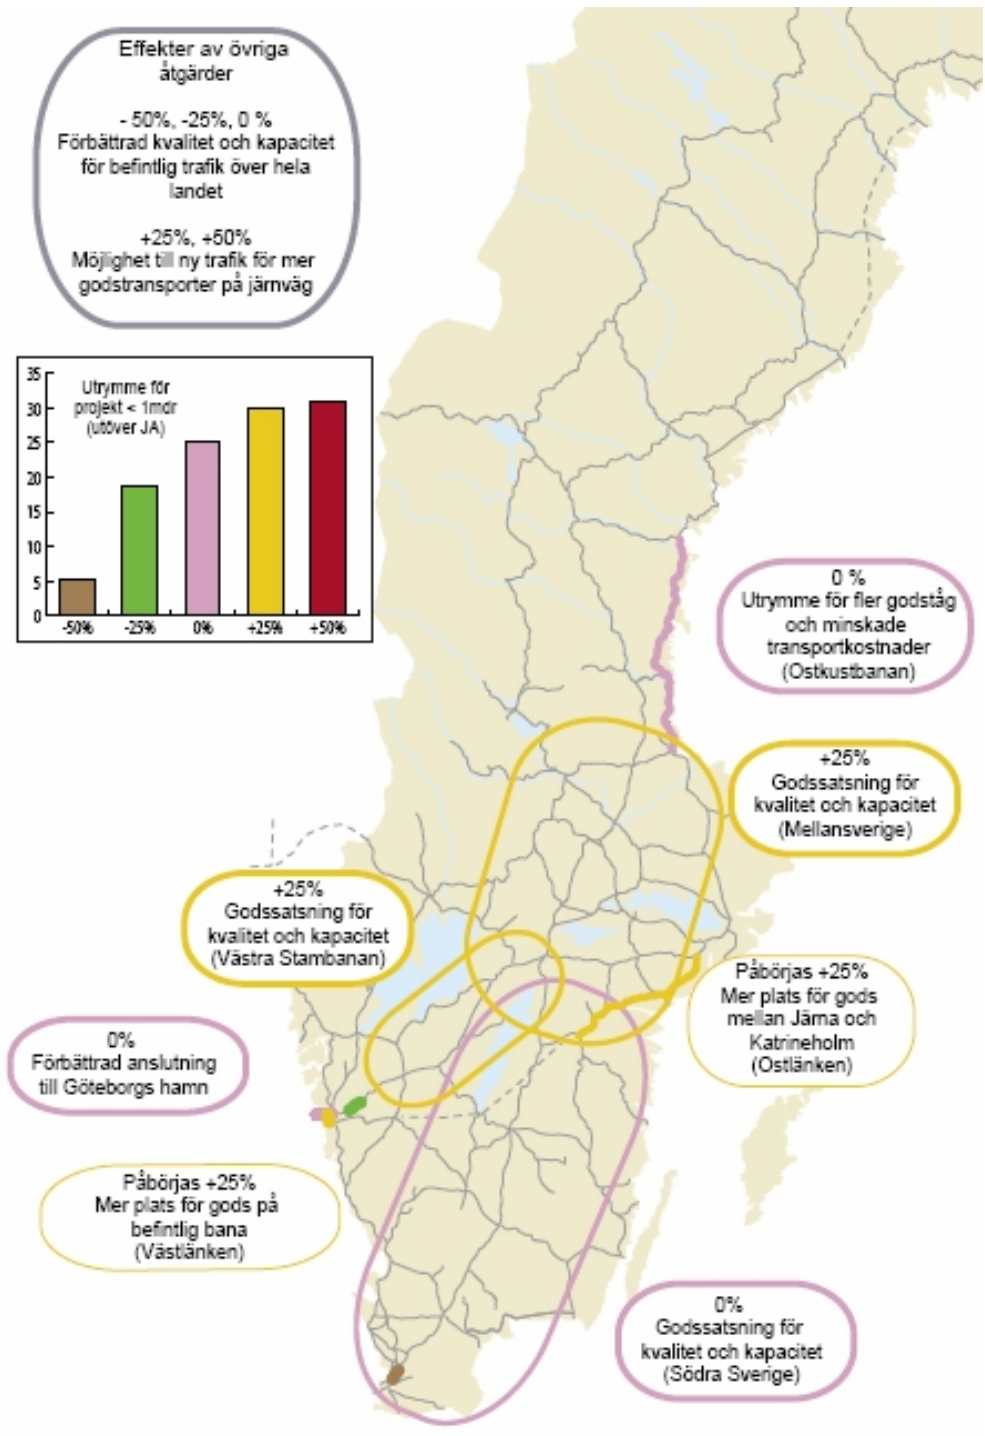 Effekter av övriga
åtgärder
- 50%, -25%, 0 %
Förbättrad kvalitet och kapacitet
för befintlig trafik över hela
landet
+25%, +50%
Möjlighet till ny trafik för mer
godstransporter på järnväg
Utrymme för
projekt < 1mdr
(utöver JA)
35
30
25
20
15
10
5
0
-50% -25% 0% +25% +50%
0 %
Utrymme för fler godståg
och minskade
transportkostnader
(Ostkustbanan)
+25%
Godssatsning för
kvalitet och kapacitet
(Mellansverige)
+25%
Godssatsning för
kvalitet och kapacitet
(Västra Stambanan)
Påbörjas +25%
Mer plats för gods
mellan Järna och
Katrineholm
(Ostlänken)
0%
Förbättrad anslutning
till Göteborgs hamn
Påbörjas +25%
Mer plats för gods på
befintlig bana
(Västlänken)
0%
Godssatsning för
kvalitet och kapacitet
(Södra Sverige)